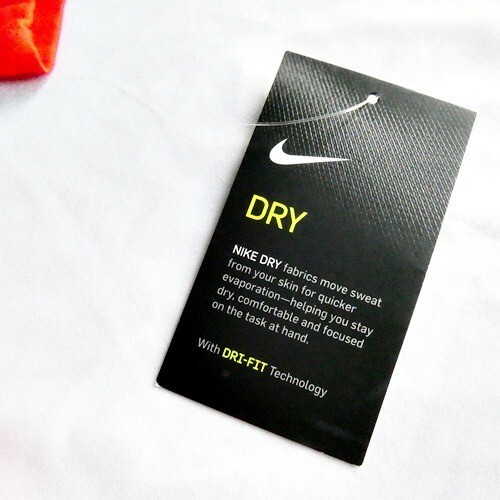 DRY
NIKE DRY fabrics move sweat
from your skin for quicker
evaporation—helping you stay
dry, comfortable and focused
on the task at hand.
With DRI-FIT Technology